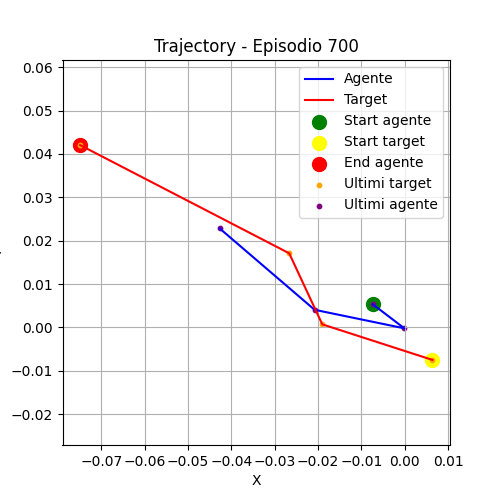 Trajectory - Episodio 700
0.06
0.05
0.04
0.03
0.02
0.01
0.00
−0.01
−0.02
Agente
Target
Start agente
Start target
End agente
Ultimi target
Ultimi agente
−0.07 −0.06 −0.05 −0.04 −0.03 −0.02 −0.01 0.00 0.01
X